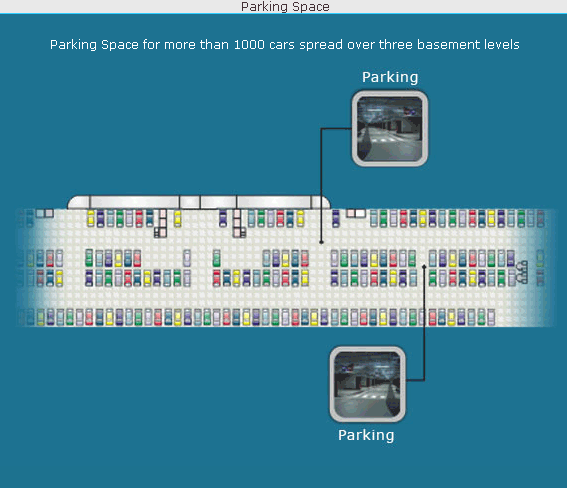 Parking Space
Parking Space for more than 1000 cars spread over three basement levels
Parking
Parking